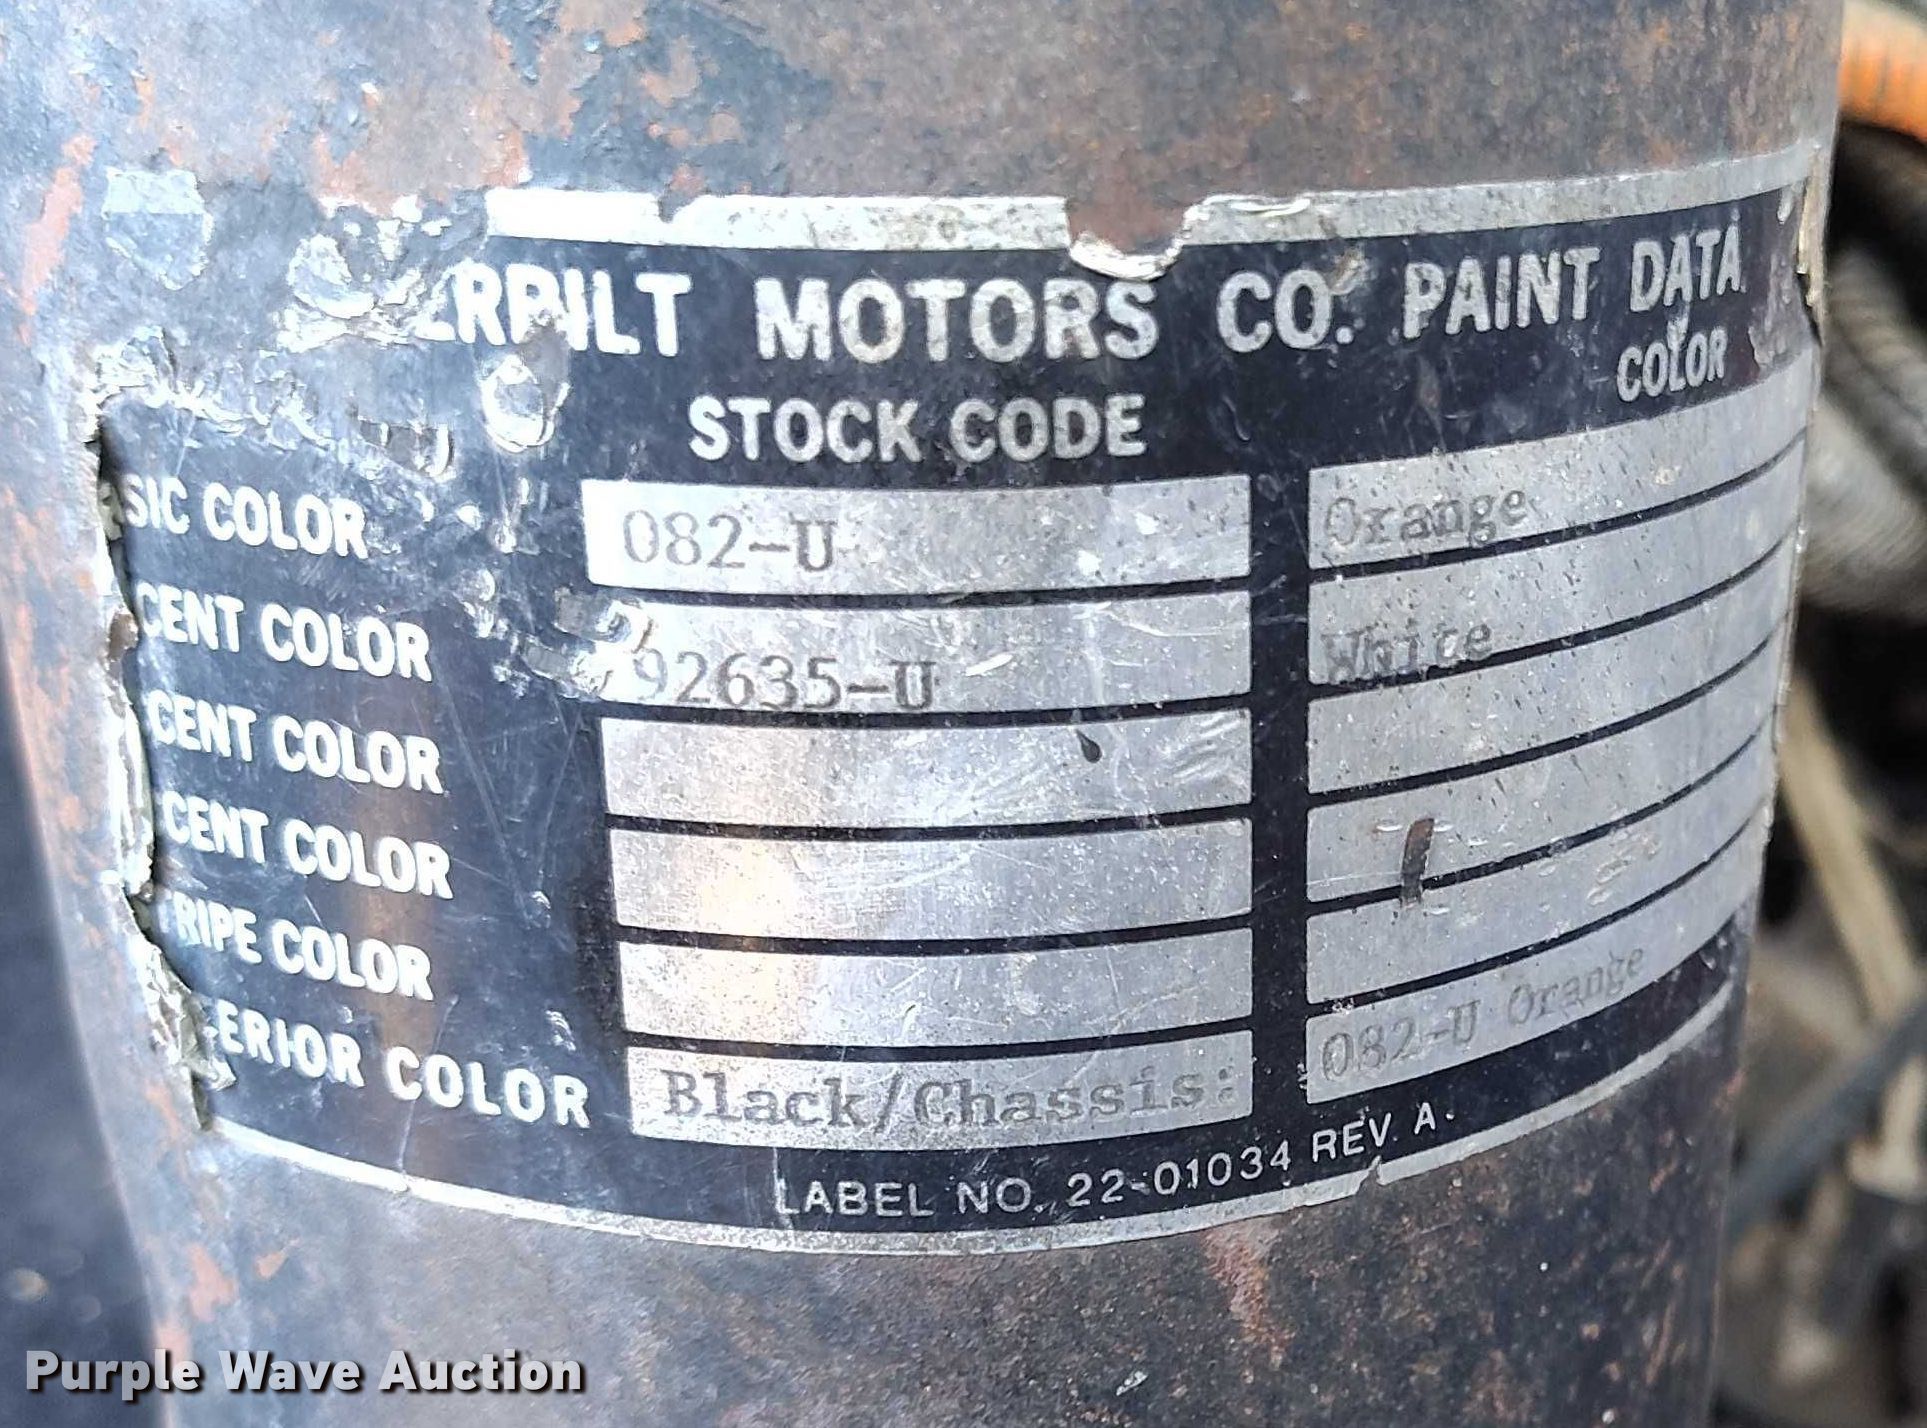 ERBILT MOTORS CO. PAINT DATA
STOCK CODE COLOR
SIC COLOR 082-U Orange
CENT COLOR 92635-U White
CENT COLOR
CENT COLOR
RIPE COLOR
ERIOR COLOR Black/Chassis: 082-U Orange
LABEL NO. 22-01034 REV. A.
Purple Wave Auction